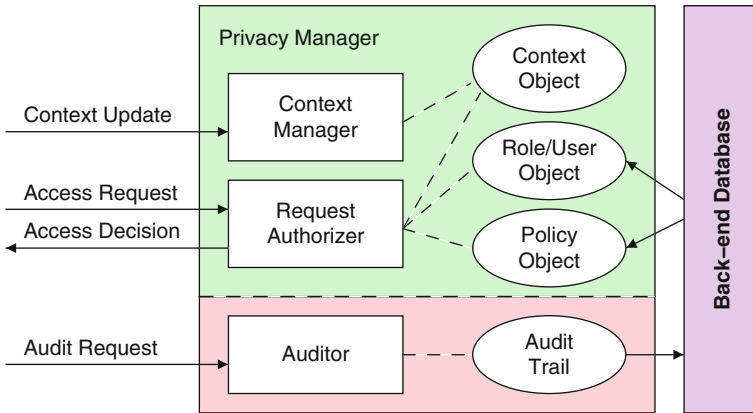 Privacy Manager
Context
Object
Context Update
Context
Manager
Role/User
Object
Access Request
Access Decision
Request
Authorizer
Policy
Object
Back–end Database
Audit Request
Auditor
Audit
Trail